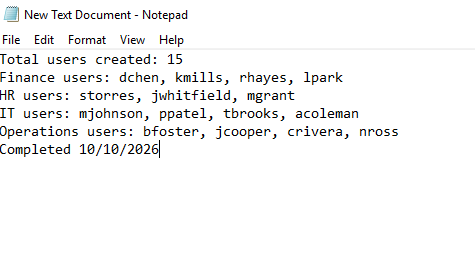 New Text Document - Notepad
File Edit Format View Help
Total users created: 15
Finance users: dchen, kmills, rhayes, lpark
HR users: storres, jwhitfield, mgrant
IT users: mjohnson, ppatel, tbrooks, acoleman
Operations users: bfoster, jcooper, crivera, nross
Completed 10/10/2026